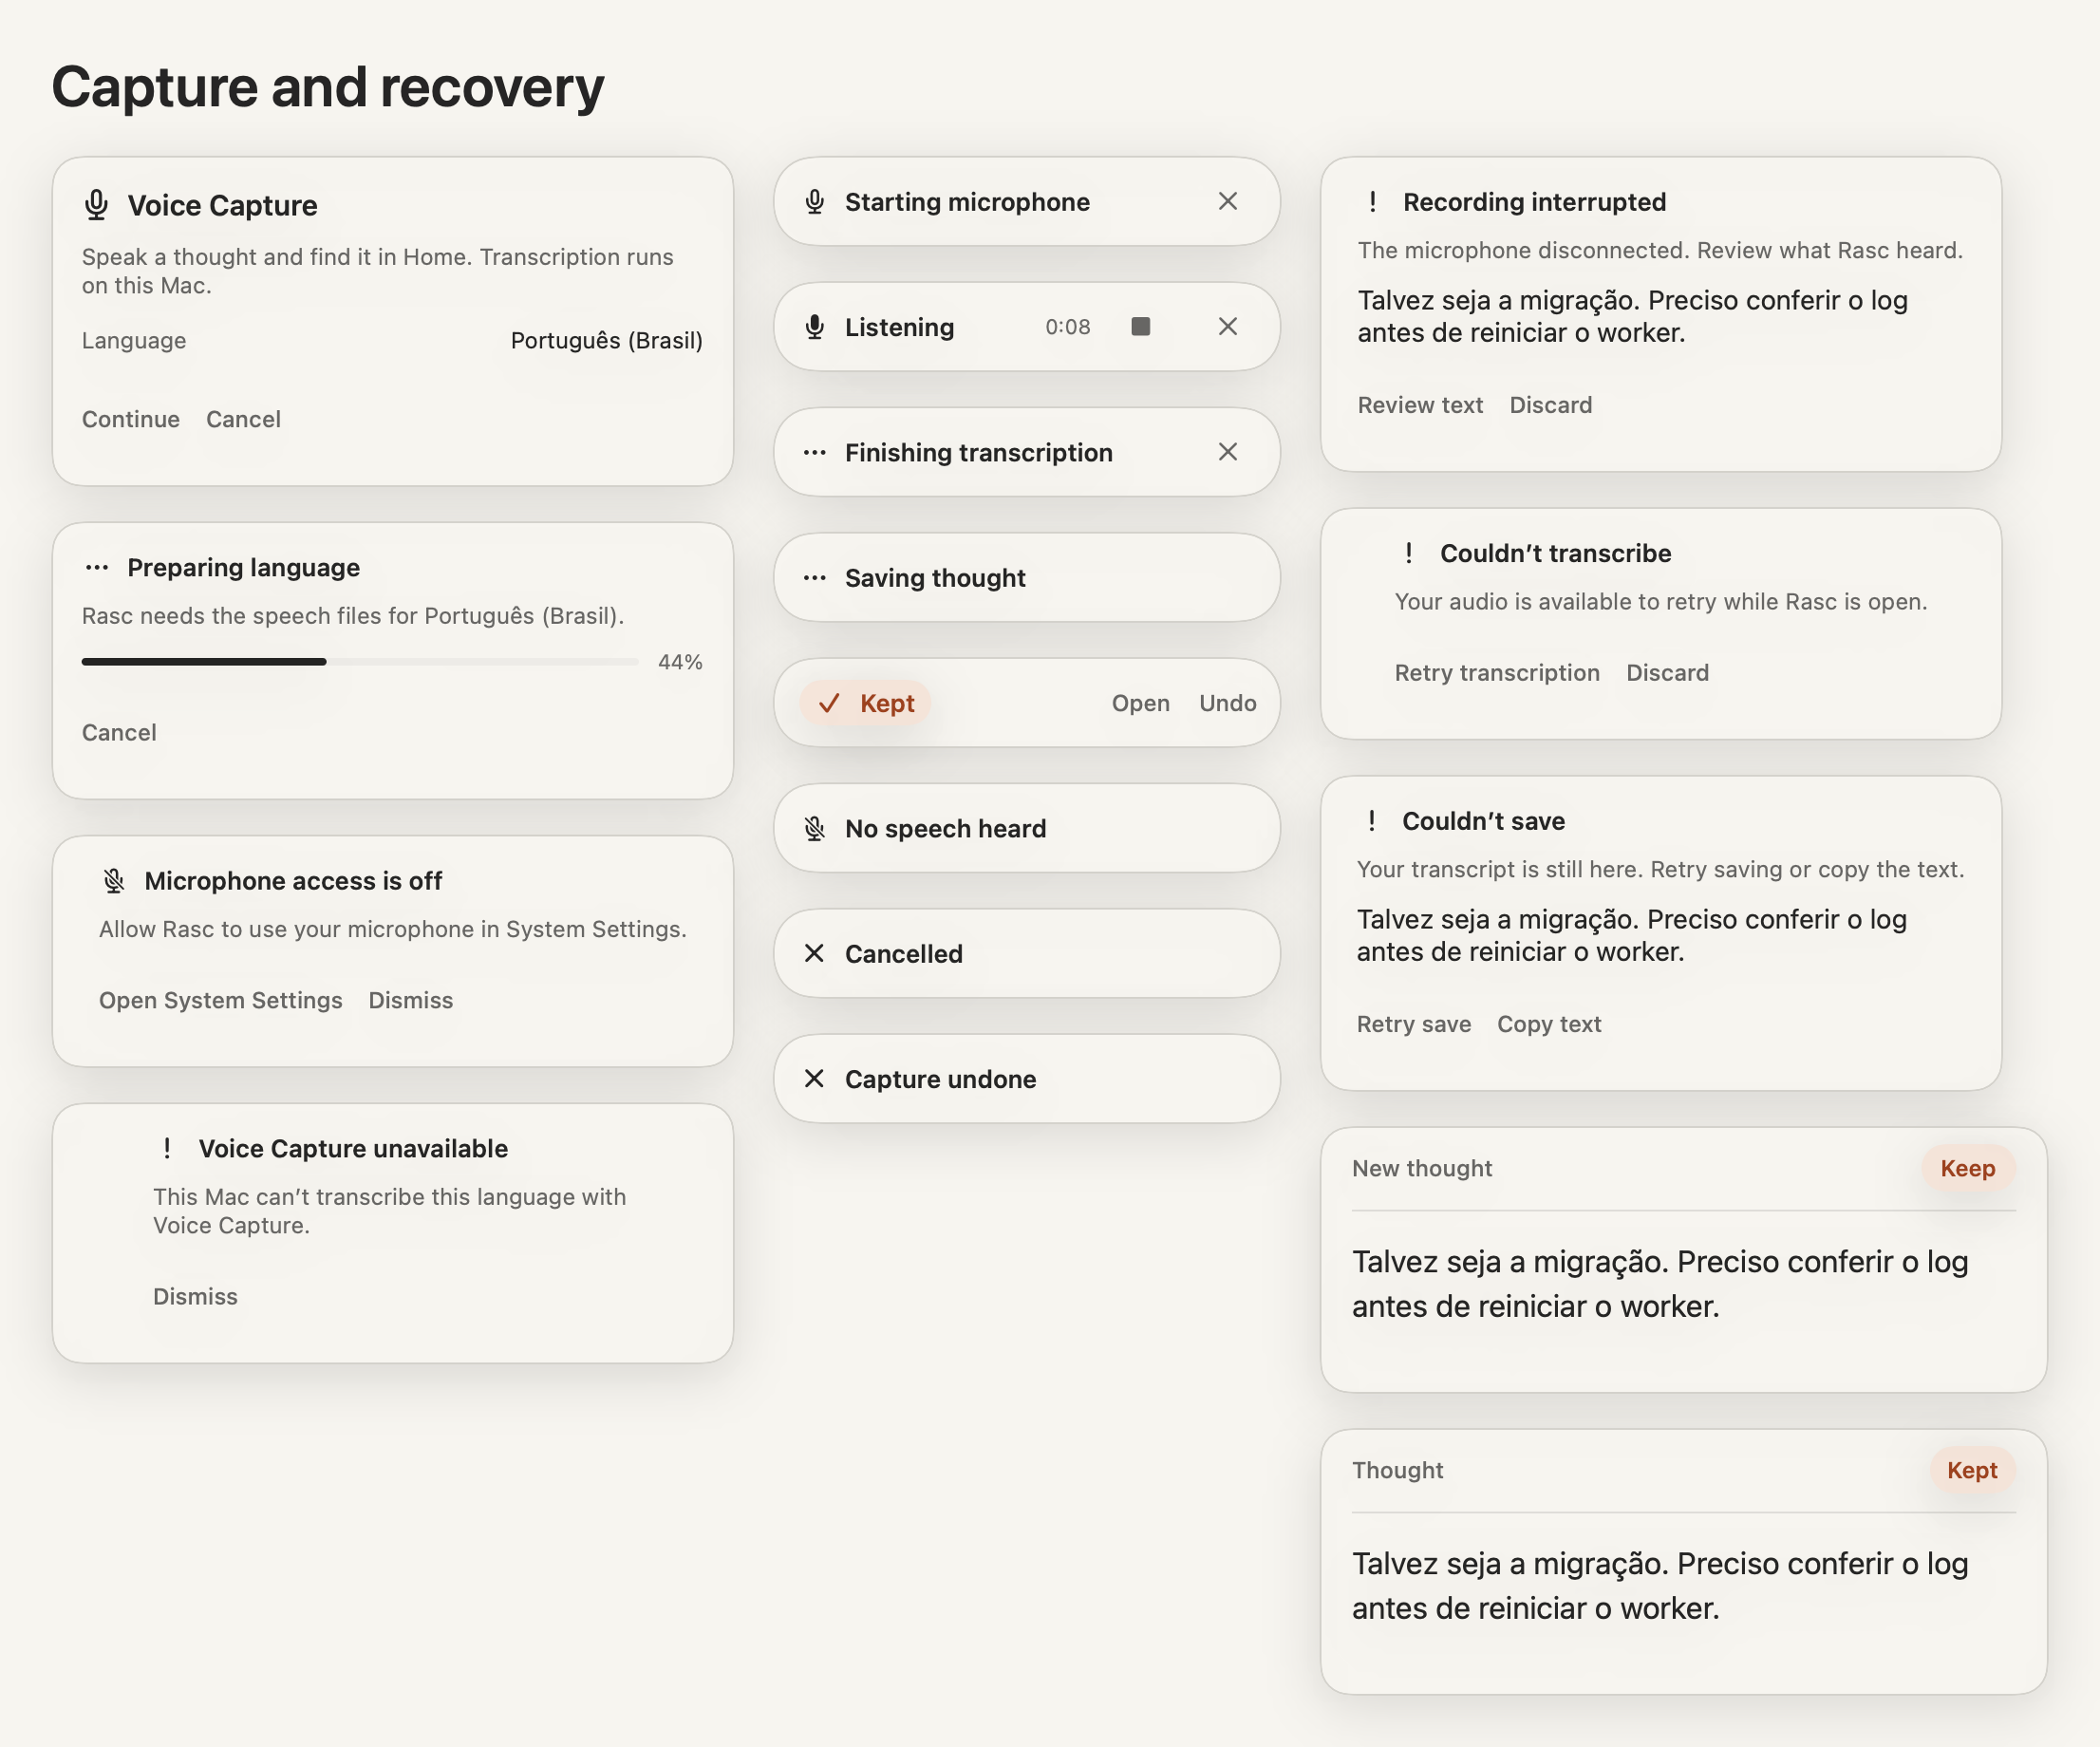 Capture and recovery
Voice Capture
Speak a thought and find it in Home. Transcription runs
on this Mac.
Language Português (Brasil)
Continue Cancel
Preparing language
Rasc needs the speech files for Português (Brasil).
44%
Cancel
Microphone access is off
Allow Rasc to use your microphone in System Settings.
Open System Settings Dismiss
Voice Capture unavailable
This Mac can’t transcribe this language with
Voice Capture.
Dismiss
Starting microphone
Listening 0:08
Finishing transcription
Saving thought
Kept Open Undo
No speech heard
Cancelled
Capture undone
Recording interrupted
The microphone disconnected. Review what Rasc heard.
Talvez seja a migração. Preciso conferir o log
antes de reiniciar o worker.
Review text Discard
Couldn’t transcribe
Your audio is available to retry while Rasc is open.
Retry transcription Discard
Couldn’t save
Your transcript is still here. Retry saving or copy the text.
Talvez seja a migração. Preciso conferir o log
antes de reiniciar o worker.
Retry save Copy text
New thought Keep
Talvez seja a migração. Preciso conferir o log
antes de reiniciar o worker.
Thought Kept
Talvez seja a migração. Preciso conferir o log
antes de reiniciar o worker.